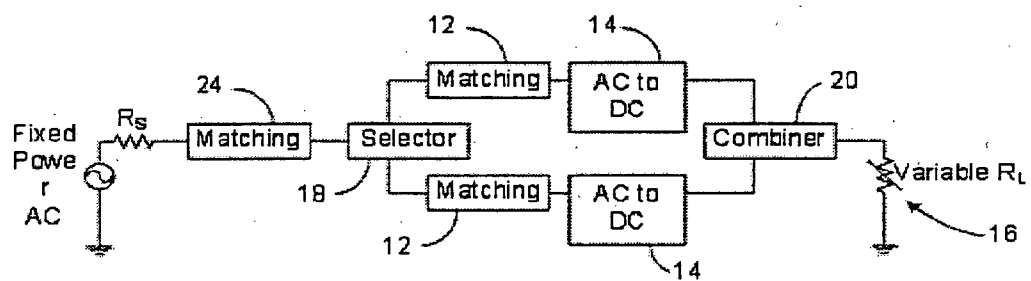 12
14
Matching
AC to
DC
24
20
Fixed
Powe
r
AC
Rs
Matching
Selector
Combiner
18
Variable RL
Matching
AC to
DC
12
14
16